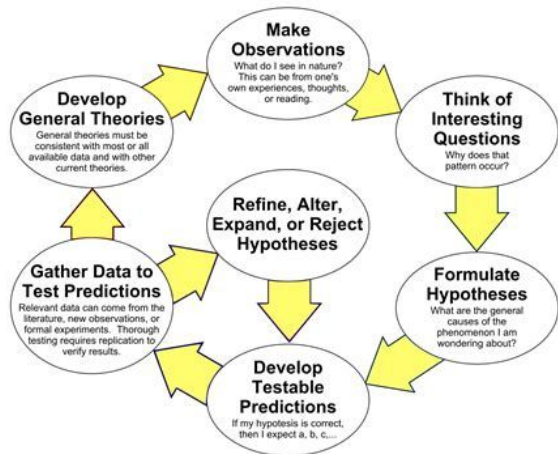 Make
Observations
What do I see in nature?
This can be from one's
own experiences, thoughts,
or reading.
Think of
Interesting
Questions
Why does that
pattern occur?
Formulate
Hypotheses
What are the general
causes of the
phenomenon I am
wondering about?
Develop
Testable
Predictions
If my hypotesis is correct,
then I expect a, b, c,...
Gather Data to
Test Predictions
Relevant data can come from the
literature, new observations, or
formal experiments. Thorough
testing requires replication to
verify results.
Refine, Alter,
Expand, or Reject
Hypotheses
Develop
General Theories
General theories must be
consistent with most or all
available data and with other
current theories.